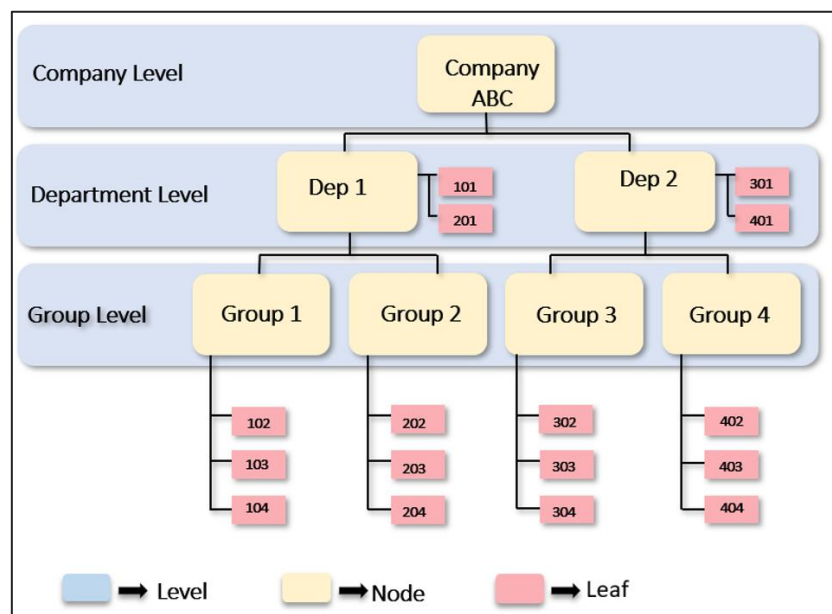 Company Level
Company
ABC
Department Level
Dep 1
101
201
Dep 2
301
401
Group Level
Group 1
Group 2
Group 3
Group 4
102
202
302
402
103
203
303
403
104
204
304
404
Level
Node
Leaf